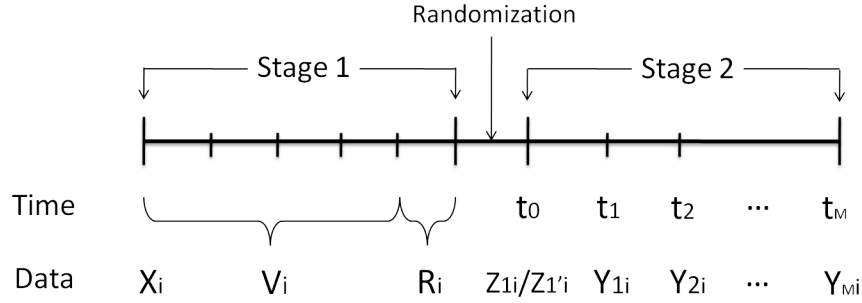 Randomization
Stage 1 Stage 2
Time t0 t1 t2 ... tM
Data Xi Vi Ri Z1i/Z1'i Y1i Y2i ... YMi